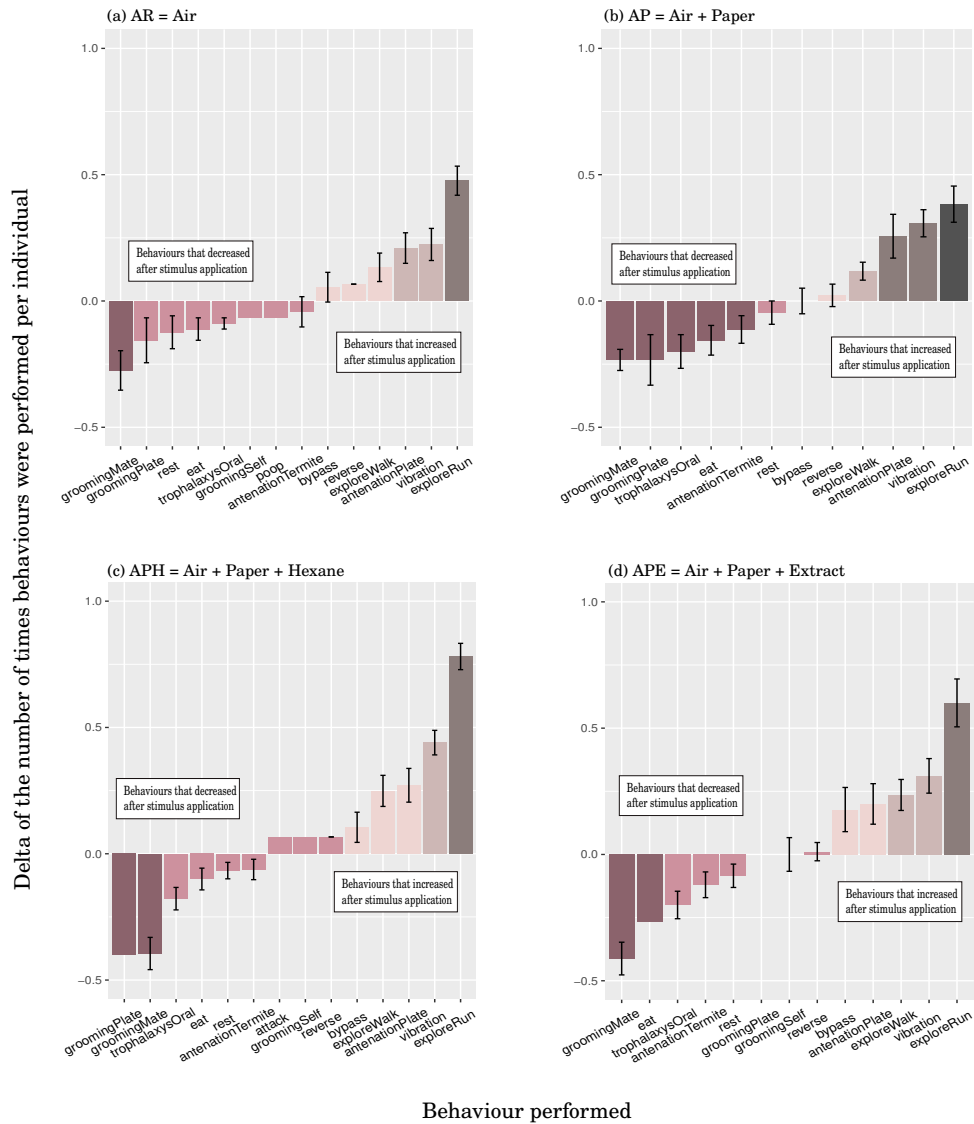 Delta of the number of times behaviours were performed per individual
(a) AR = Air
1.0
0.5
0.0
−0.5
Behaviours that decreased
after stimulus application
Behaviours that increased
after stimulus application
groomingMate
groomingPlate
rest
eat
trophalaxysOral
groomingSelf
poop
antenationTermite
bypass
reverse
exploreWalk
antenationPlate
vibration
exploreRun
(b) AP = Air + Paper
1.0
0.5
0.0
−0.5
Behaviours that decreased
after stimulus application
Behaviours that increased
after stimulus application
groomingMate
groomingPlate
trophalaxysOral
eat
antenationTermite
rest
bypass
reverse
exploreWalk
antenationPlate
vibration
exploreRun
(c) APH = Air + Paper + Hexane
1.0
0.5
0.0
−0.5
Behaviours that decreased
after stimulus application
Behaviours that increased
after stimulus application
groomingPlate
groomingMate
trophalaxysOral
eat
rest
antenationTermite
attack
groomingSelf
reverse
bypass
exploreWalk
antenationPlate
vibration
exploreRun
(d) APE = Air + Paper + Extract
1.0
0.5
0.0
−0.5
Behaviours that decreased
after stimulus application
Behaviours that increased
after stimulus application
groomingMate
eat
trophalaxysOral
antenationTermite
rest
groomingPlate
groomingSelf
reverse
bypass
antenationPlate
exploreWalk
vibration
exploreRun
Behaviour performed